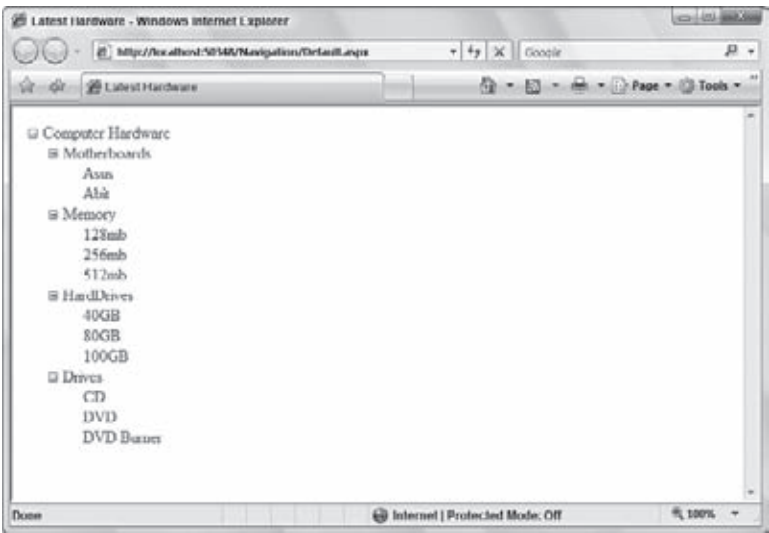 Latest Hardware - Windows Internet Explorer
http://localhost:50348/Navigation/Default.aspx
Google
Latest Hardware
Page
Tools
Computer Hardware
Motherboards
Asus
Abit
Memory
128mb
256mb
512mb
HardDrives
40GB
80GB
100GB
Drives
CD
DVD
DVD Burner
Done
Internet | Protected Mode: Off
100%